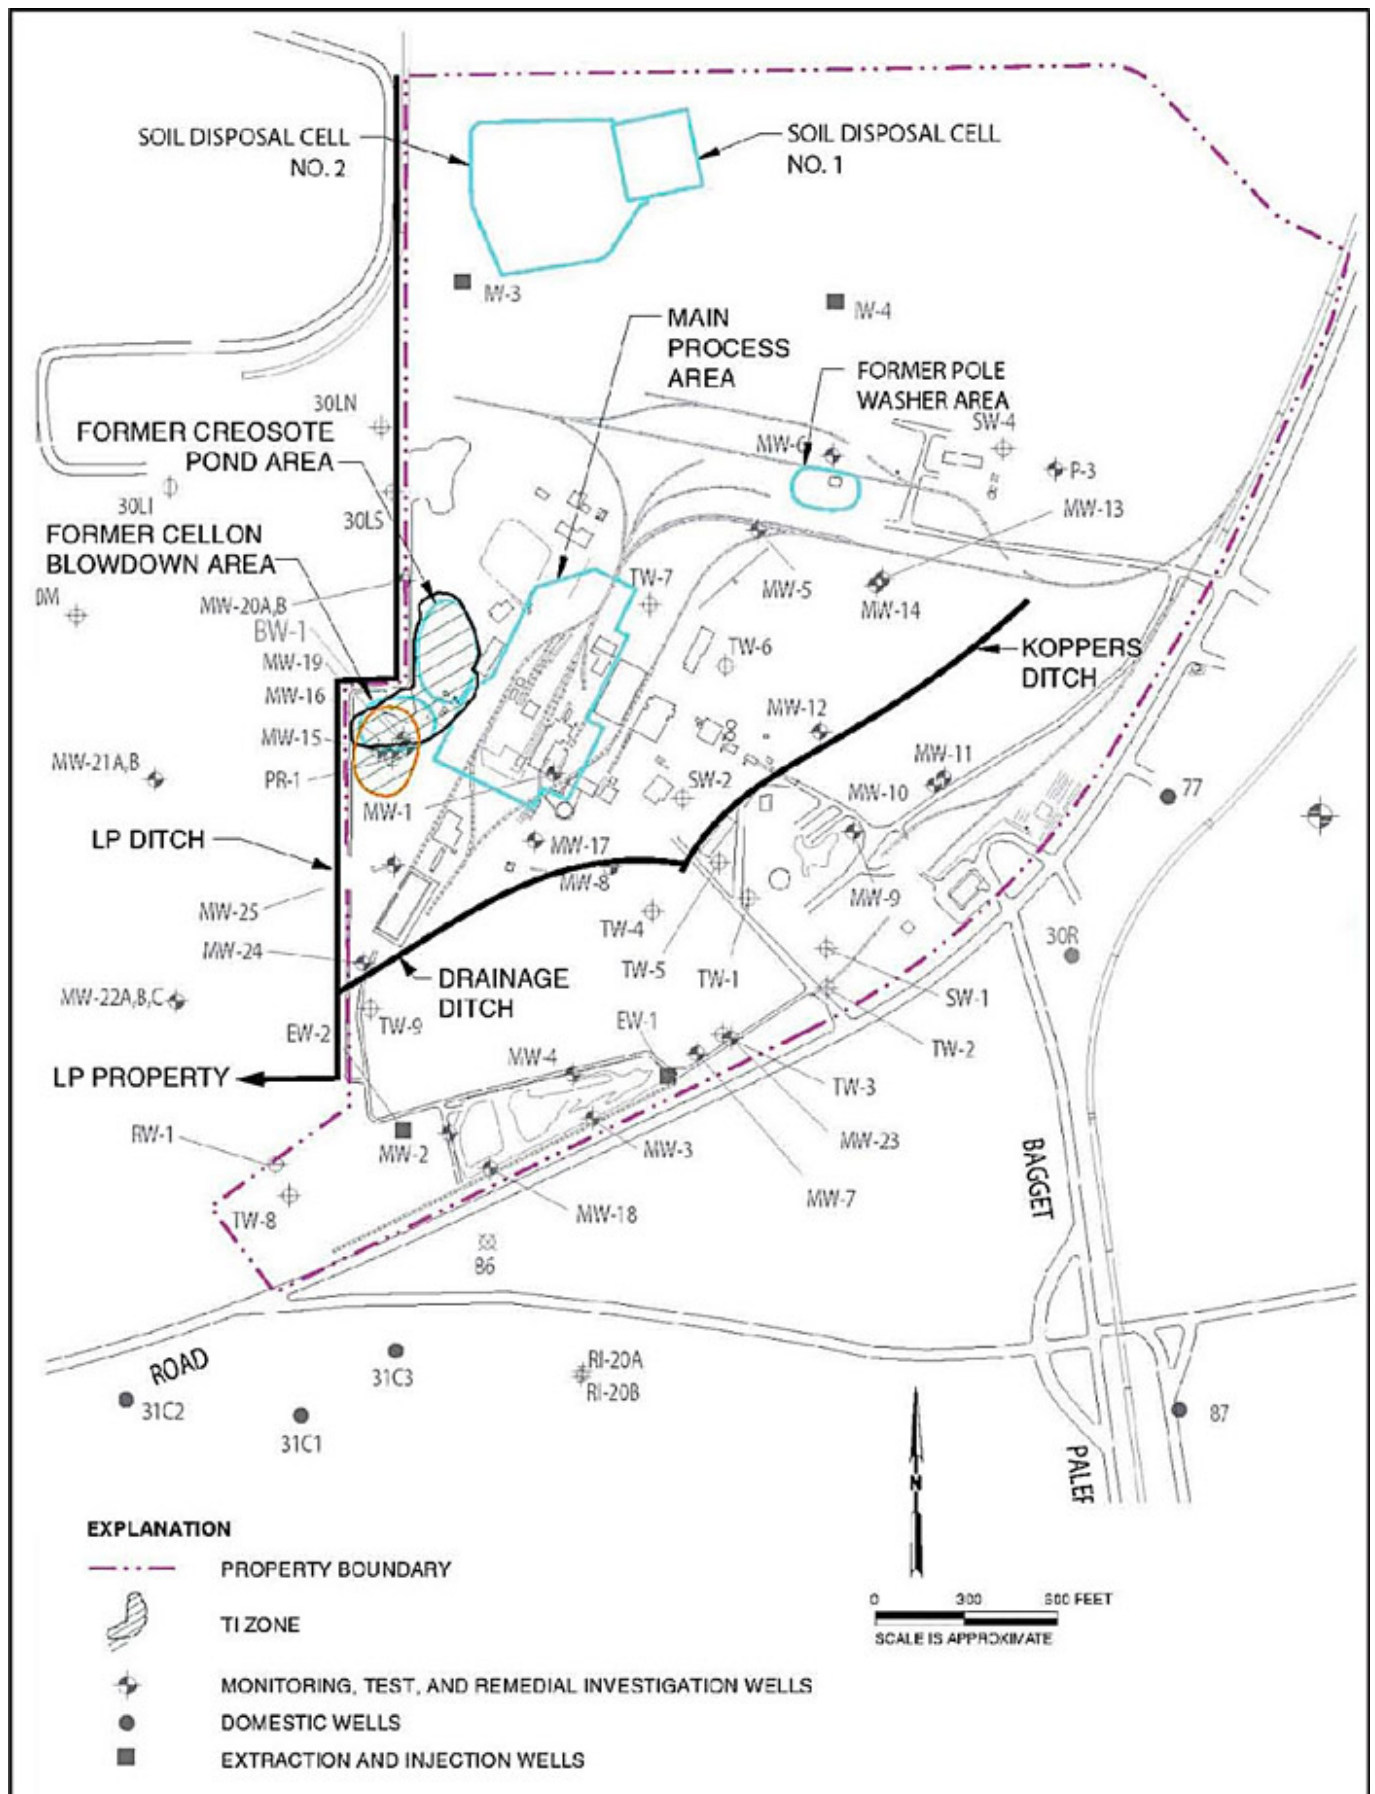 SOIL DISPOSAL CELL
NO. 2
SOIL DISPOSAL CELL
NO. 1
IW-3
IW-4
MAIN
PROCESS
AREA
FORMER POLE
WASHER AREA
30LN
SW-4
FORMER CREOSOTE
POND AREA
MW-6
P-3
30LI
30LS
MW-13
FORMER CELLON
BLOWDOWN AREA
TW-7
MW-5
MW-14
MW-20A,B
BW-1
MW-19
MW-16
TW-6
KOPPERS
DITCH
MW-15
MW-12
MW-21A,B
PR-1
MW-11
MW-10
SW-2
77
MW-1
LP DITCH
MW-17
MW-8
MW-9
MW-25
TW-4
30R
MW-24
TW-5
TW-1
DRAINAGE
DITCH
SW-1
MW-22A,B,C
EW-2
TW-9
EW-1
TW-2
MW-4
LP PROPERTY
TW-3
RW-1
MW-2
MW-3
MW-23
BAGGET
MW-7
TW-8
MW-18
86
ROAD
31C3
RI-20A
RI-20B
31C2
31C1
87
N
EXPLANATION
PROPERTY BOUNDARY
0 300 600 FEET
SCALE IS APPROXIMATE
TI ZONE
MONITORING, TEST, AND REMEDIAL INVESTIGATION WELLS
DOMESTIC WELLS
EXTRACTION AND INJECTION WELLS